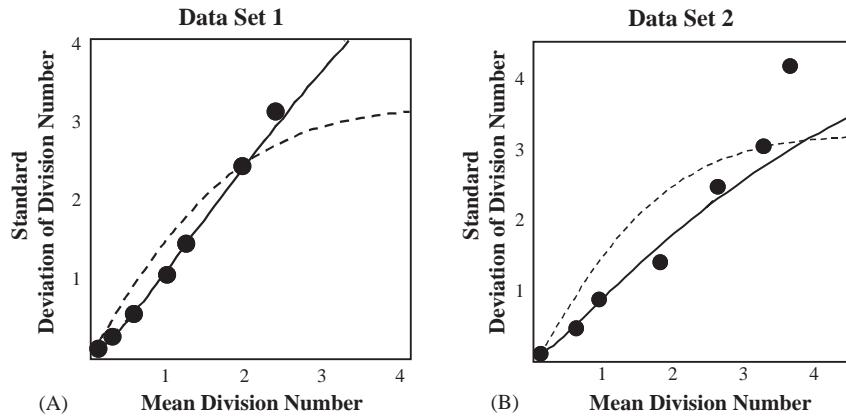 Data Set 1
4
3
2
1
Standard
Deviation of Division Number
1 2 3 4
(A) Mean Division Number
Data Set 2
4
3
2
1
Standard
Deviation of Division Number
1 2 3 4
(B) Mean Division Number